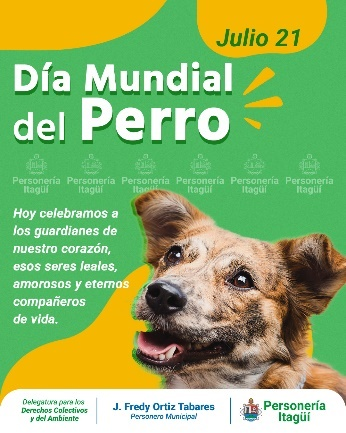 Julio 21
Día Mundial
del Perro
Personería Personería Personería Personería Personería Personería
Itagüí Itagüí Itagüí Itagüí Itagüí Itagüí
Hoy celebramos a
los guardianes de
nuestro corazón,
esos seres leales,
amorosos y eternos
compañeros
de vida.
Delegatura para los
Derechos Colectivos
y del Ambiente
J. Fredy Ortiz Tabares
Personero Municipal
Personería
Itagüí